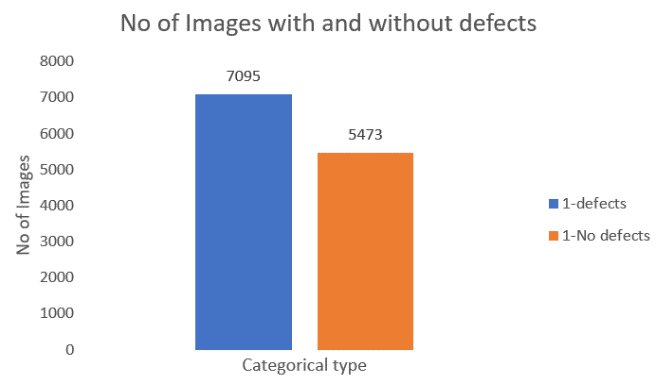 No of Images with and without defects
8000
7000
6000
5000
4000
3000
2000
1000
0
No of Images
7095
5473
Categorical type
1-defects
1-No defects